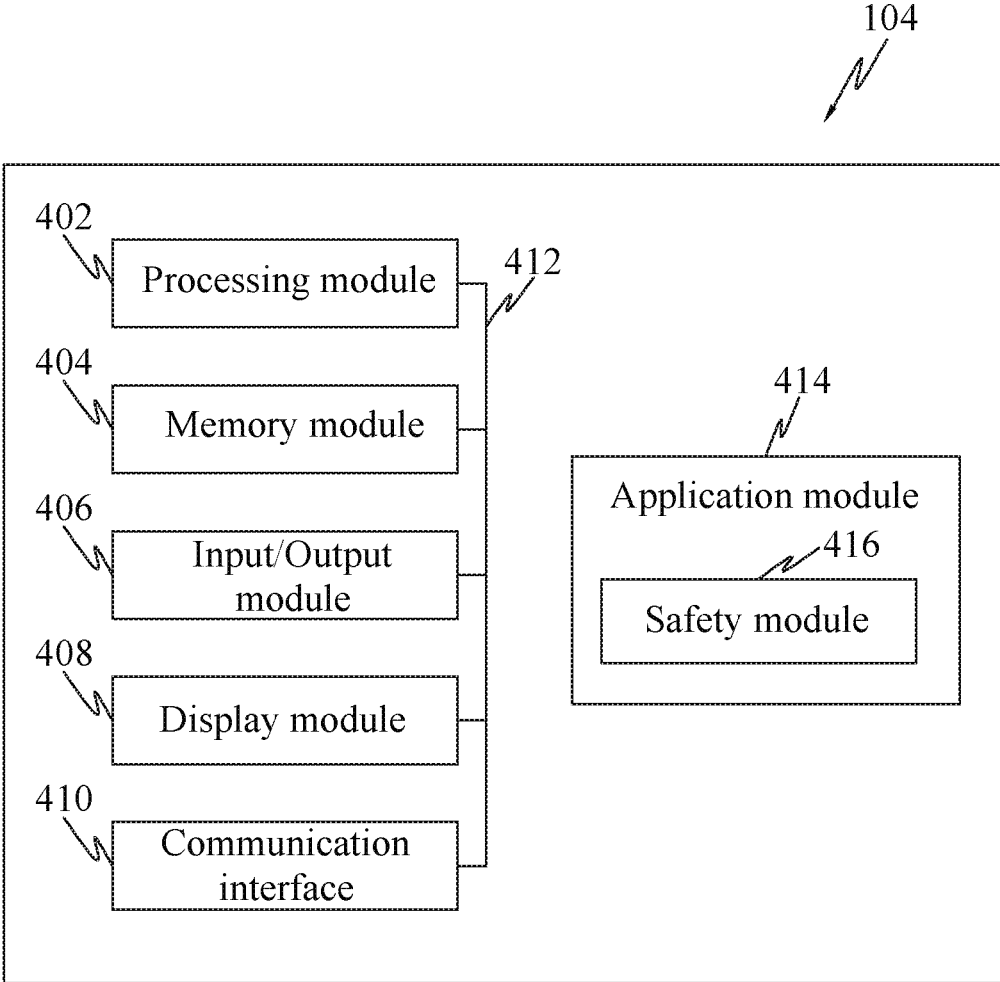 104
402
Processing module
412
404
Memory module
414
Application module
406
Input/Output
module
416
Safety module
408
Display module
410
Communication
interface